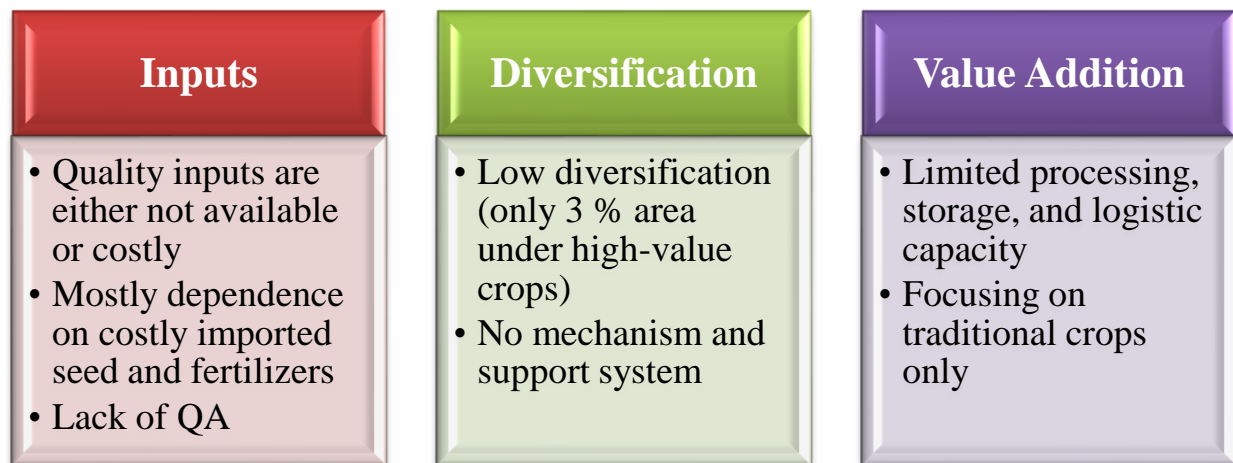 Inputs
• Quality inputs are
either not available
or costly
• Mostly dependence
on costly imported
seed and fertilizers
• Lack of QA
Diversification
• Low diversification
(only 3 % area
under high-value
crops)
• No mechanism and
support system
Value Addition
• Limited processing,
storage, and logistic
capacity
• Focusing on
traditional crops
only